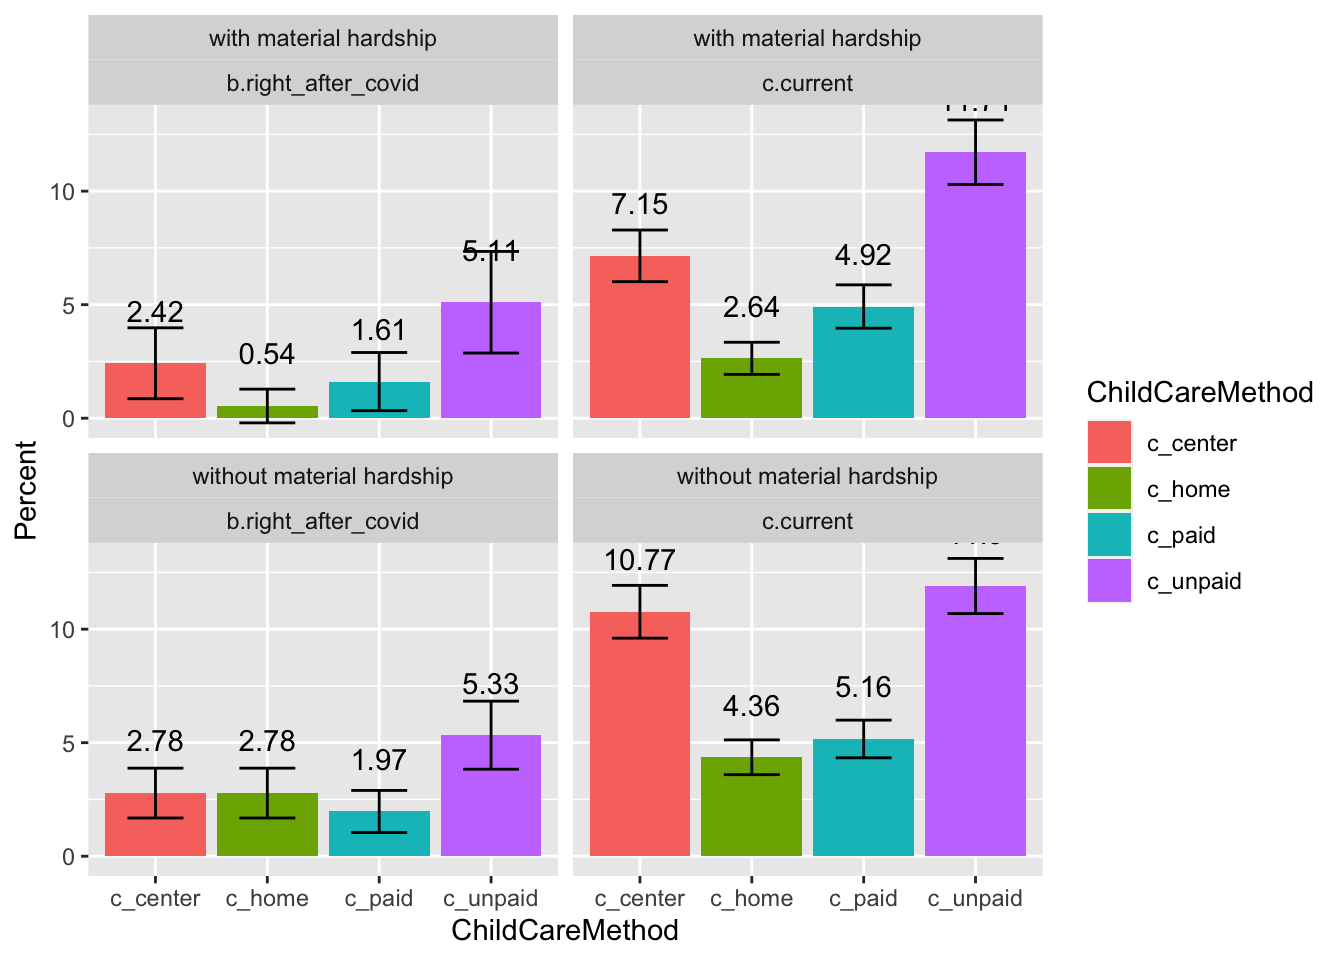 with material hardship
b.right_after_covid
with material hardship
c.current
10
5
0
2.42
0.54
1.61
5.11
7.15
2.64
4.92
11.71
without material hardship
b.right_after_covid
without material hardship
c.current
10
5
0
2.78
2.78
1.97
5.33
10.77
4.36
5.16
c_center
c_home
c_paid
c_unpaid
c_center
c_home
c_paid
c_unpaid
ChildCareMethod
Percent
ChildCareMethod
c_center
c_home
c_paid
c_unpaid